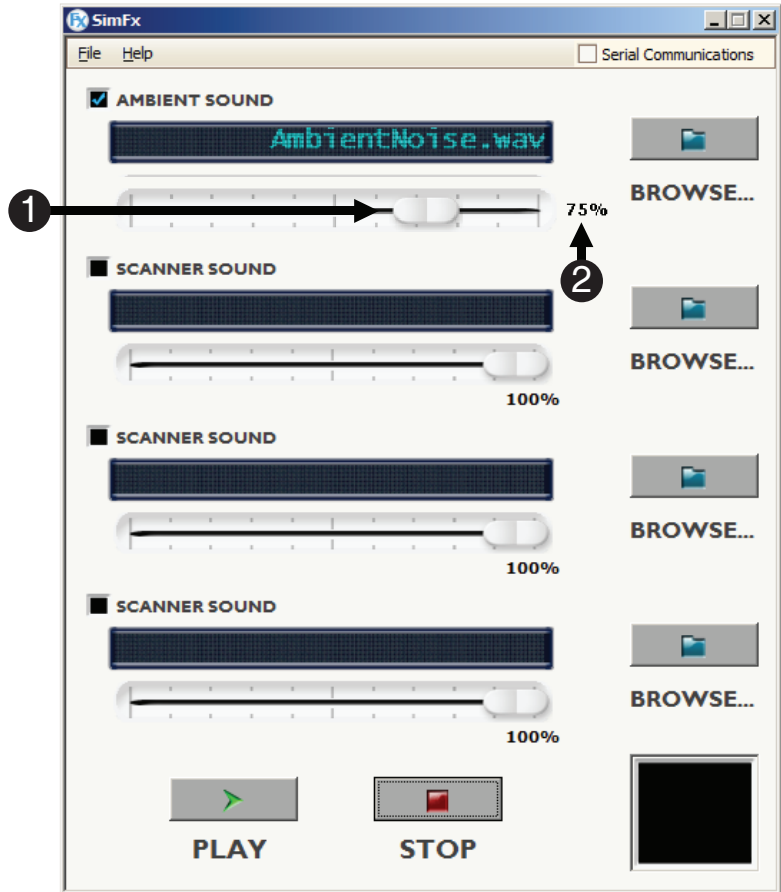 Fx SimFx
File Help Serial Communications
AMBIENT SOUND
AmbientNoise.wav
BROWSE...
1 75%
2
SCANNER SOUND
BROWSE...
100%
SCANNER SOUND
BROWSE...
100%
SCANNER SOUND
BROWSE...
100%
PLAY STOP